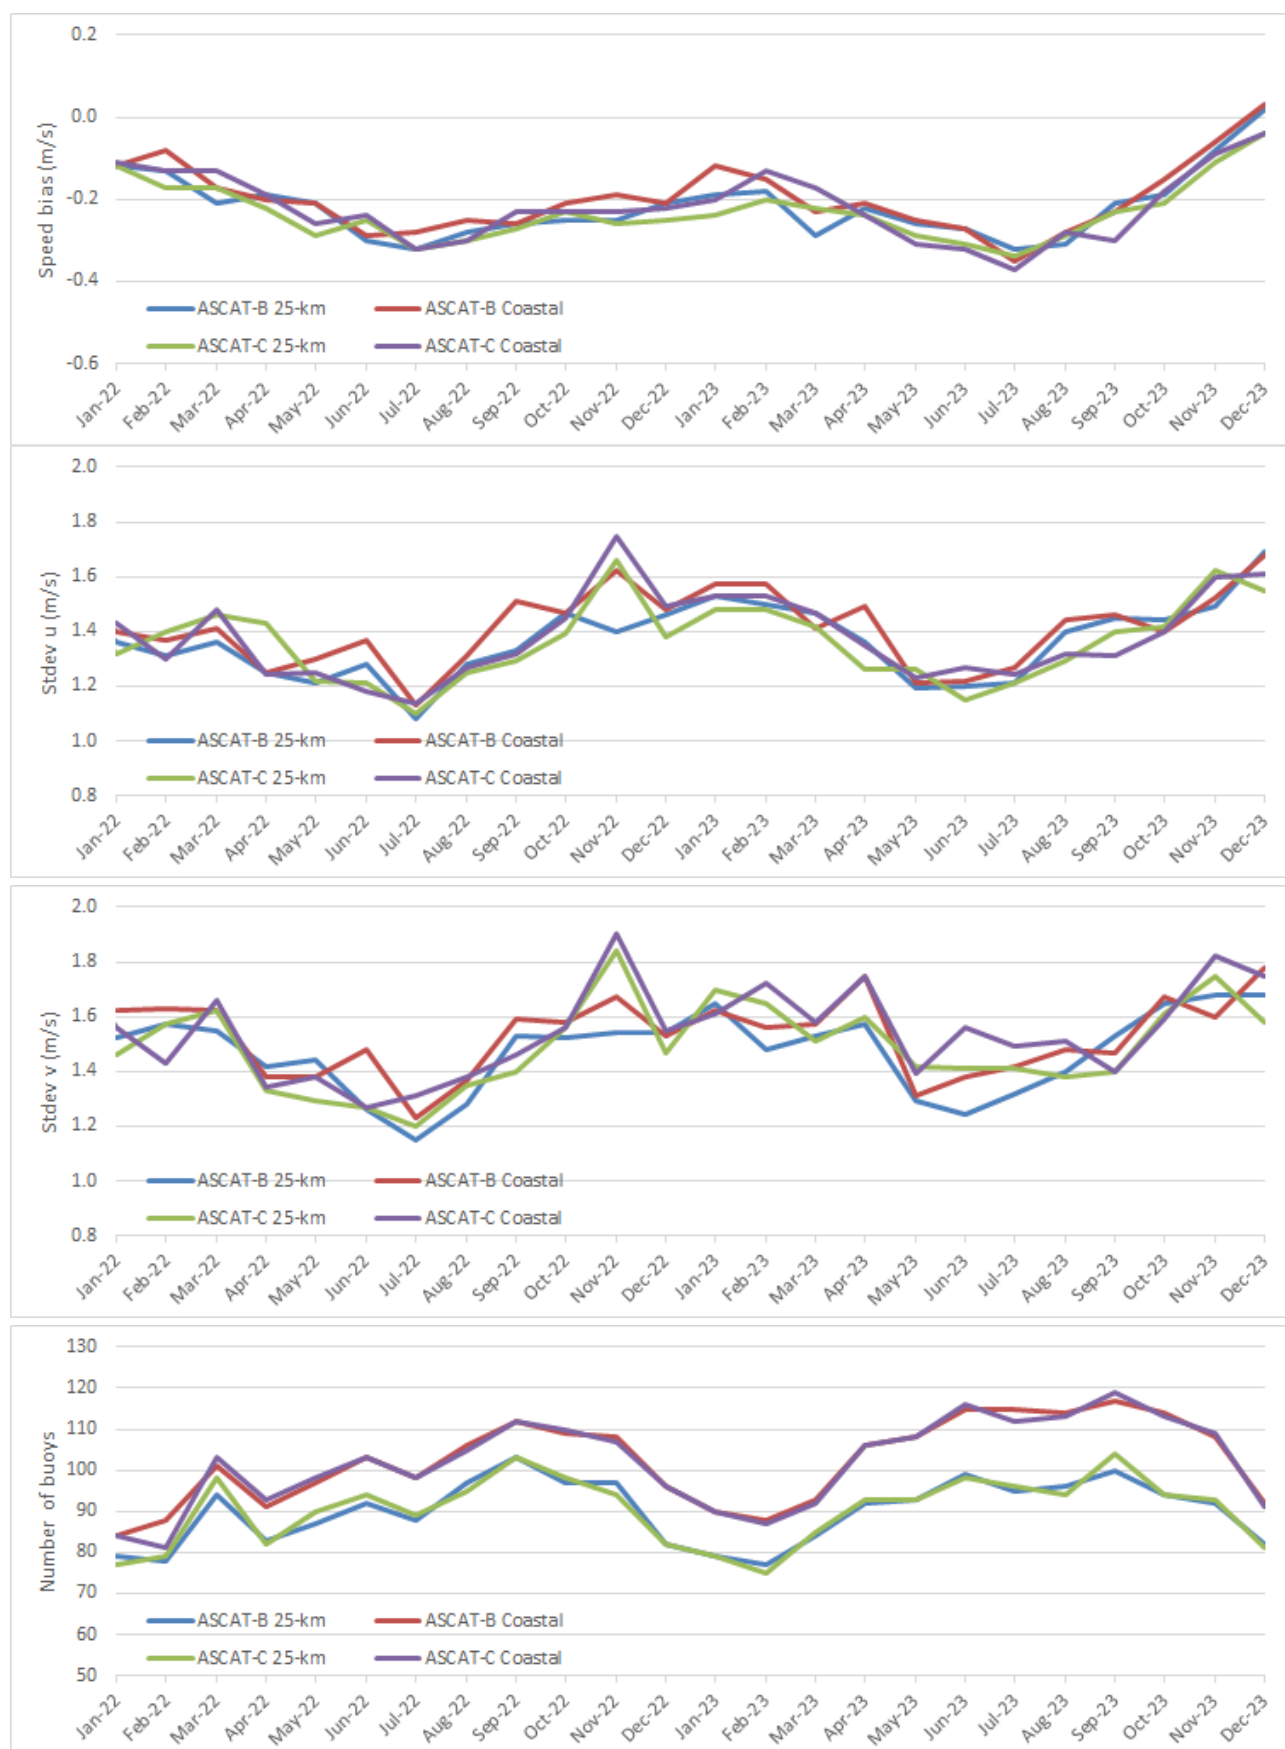 0.2
0.0
-0.2
-0.4
-0.6
Speed bias (m/s)
ASCAT-B 25-km ASCAT-B Coastal
ASCAT-C 25-km ASCAT-C Coastal
Jan-22 Feb-22 Mar-22 Apr-22 May-22 Jun-22 Jul-22 Aug-22 Sep-22 Oct-22 Nov-22 Dec-22 Jan-23 Feb-23 Mar-23 Apr-23 May-23 Jun-23 Jul-23 Aug-23 Sep-23 Oct-23 Nov-23 Dec-23
2.0
1.8
1.6
1.4
1.2
1.0
0.8
Stdev u (m/s)
ASCAT-B 25-km ASCAT-B Coastal
ASCAT-C 25-km ASCAT-C Coastal
Jan-22 Feb-22 Mar-22 Apr-22 May-22 Jun-22 Jul-22 Aug-22 Sep-22 Oct-22 Nov-22 Dec-22 Jan-23 Feb-23 Mar-23 Apr-23 May-23 Jun-23 Jul-23 Aug-23 Sep-23 Oct-23 Nov-23 Dec-23
2.0
1.8
1.6
1.4
1.2
1.0
0.8
Stdev v (m/s)
ASCAT-B 25-km ASCAT-B Coastal
ASCAT-C 25-km ASCAT-C Coastal
Jan-22 Feb-22 Mar-22 Apr-22 May-22 Jun-22 Jul-22 Aug-22 Sep-22 Oct-22 Nov-22 Dec-22 Jan-23 Feb-23 Mar-23 Apr-23 May-23 Jun-23 Jul-23 Aug-23 Sep-23 Oct-23 Nov-23 Dec-23
130
120
110
100
90
80
70
60
50
Number of buoys
ASCAT-B 25-km ASCAT-B Coastal
ASCAT-C 25-km ASCAT-C Coastal
Jan-22 Feb-22 Mar-22 Apr-22 May-22 Jun-22 Jul-22 Aug-22 Sep-22 Oct-22 Nov-22 Dec-22 Jan-23 Feb-23 Mar-23 Apr-23 May-23 Jun-23 Jul-23 Aug-23 Sep-23 Oct-23 Nov-23 Dec-23